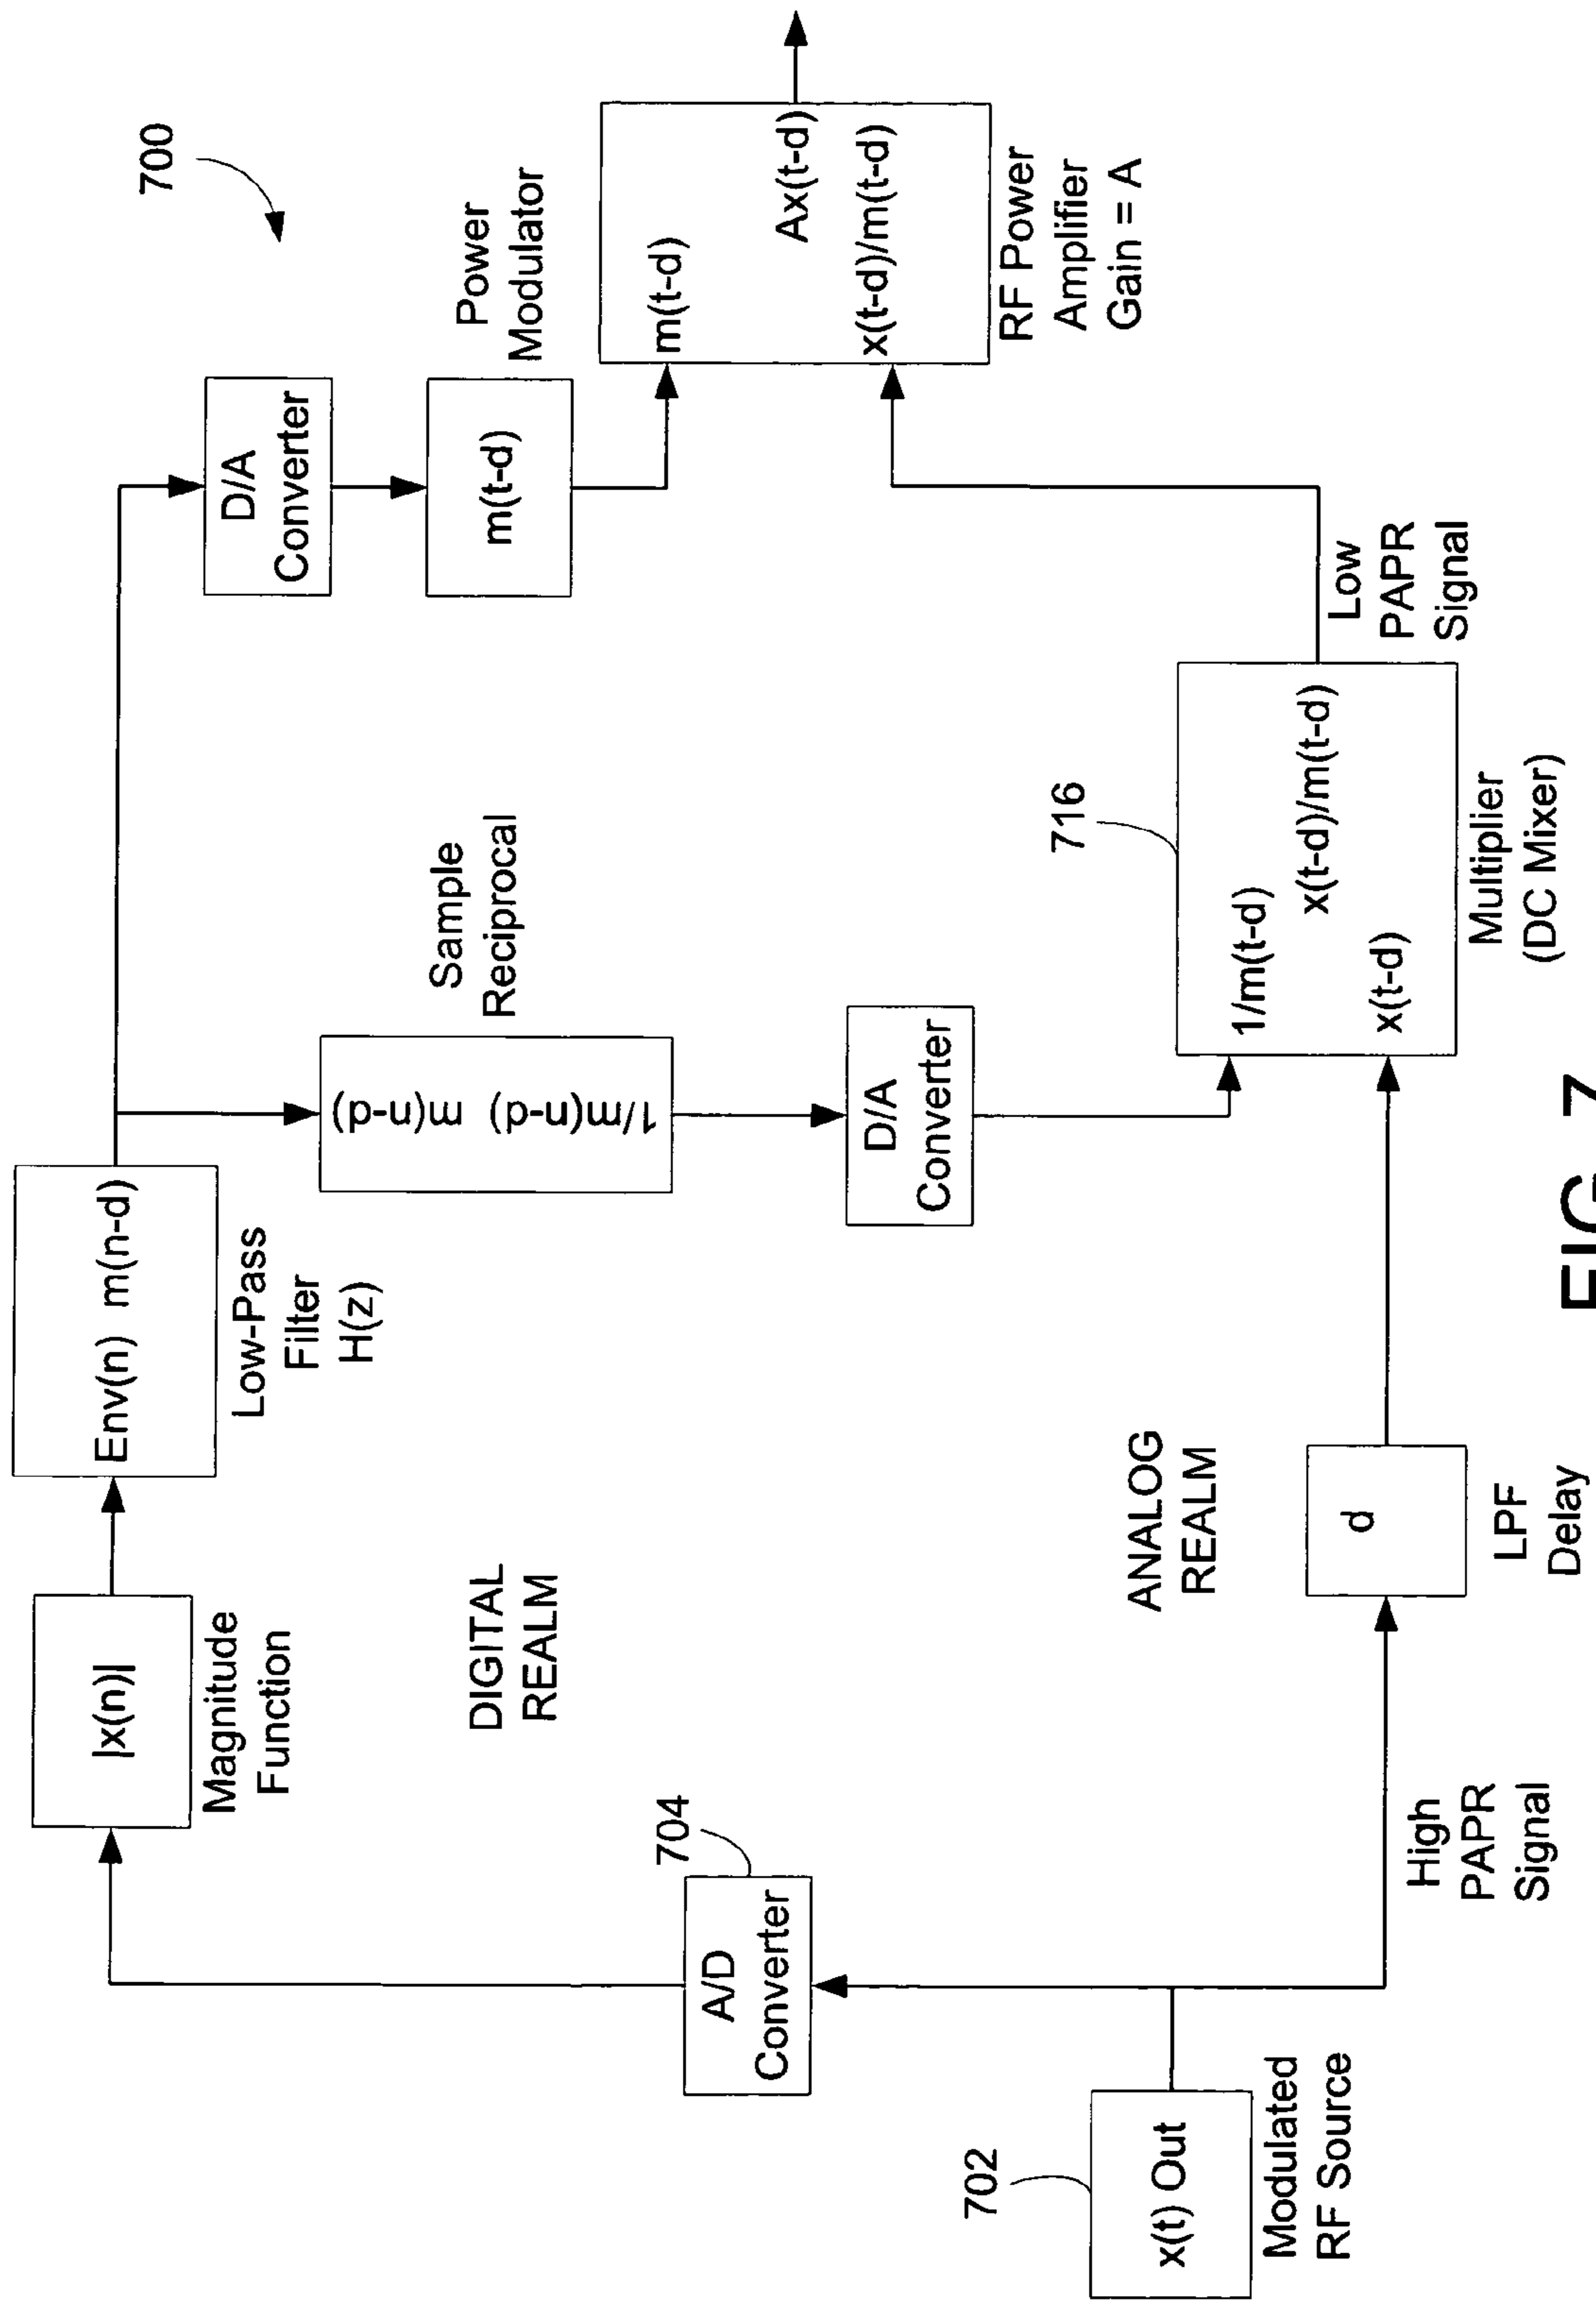 700
|x(n)|
Magnitude
Function
Env(n) m(n-d)
Low-Pass
Filter
H(z)
D/A
Converter
m(t-d)
Power
Modulator
DIGITAL
REALM
m(n-d)
1/m(n-d)
Sample
Reciprocal
m(t-d)
Ax(t-d)
x(t-d)/m(t-d)
RF Power
Amplifier
Gain = A
704
A/D
Converter
D/A
Converter
702
x(t) Out
Modulated
RF Source
ANALOG
REALM
High
PAPR
Signal
d
LPF
Delay
716
1/m(t-d)
x(t-d)/m(t-d)
x(t-d)
Multiplier
(DC Mixer)
Low
PAPR
Signal
FIG. 7